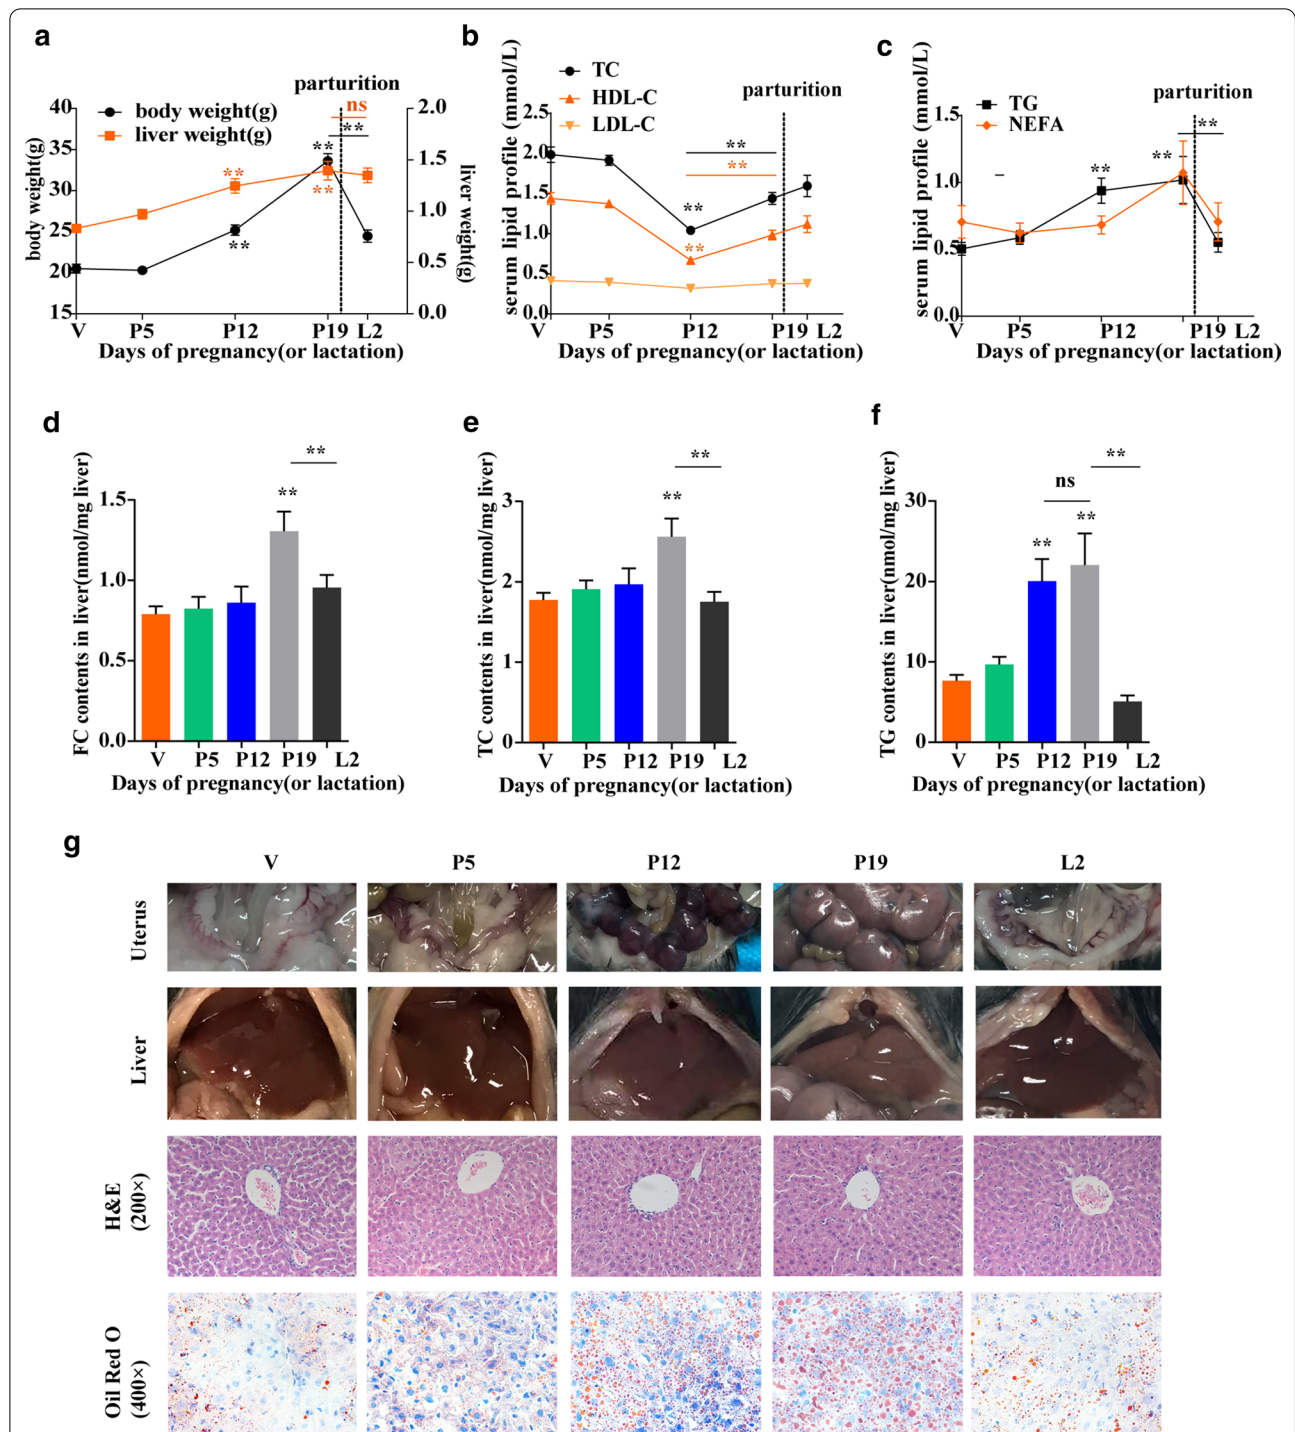 a
parturition
ns
**
body weight(g)
liver weight(g)
40
35
30
25
20
15
2.0
1.5
1.0
0.5
0.0
body weight(g)
liver weight(g)
**
**
**
**
V P5 P12 P19 L2
Days of pregnancy(or lactation)
b
TC
HDL-C
LDL-C
parturition
serum lipid profile (mmol/L)
2.5
2.0
1.5
1.0
0.5
0.0
**
**
**
**
V P5 P12 P19 L2
Days of pregnancy(or lactation)
c
TG
NEFA
parturition
serum lipid profile (mmol/L)
1.5
1.0
0.5
0.0
**
**
**
V P5 P12 P19 L2
Days of pregnancy(or lactation)
d
FC contents in liver(nmol/mg liver)
1.5
1.0
0.5
0.0
**
**
V P5 P12 P19 L2
Days of pregnancy(or lactation)
e
TC contents in liver(nmol/mg liver)
3
2
1
0
**
**
V P5 P12 P19 L2
Days of pregnancy(or lactation)
f
TG contents in liver(nmol/mg liver)
30
20
10
0
**
ns
**
**
V P5 P12 P19 L2
Days of pregnancy(or lactation)
g
V P5 P12 P19 L2
Uterus
Liver
H&E
(200×)
Oil Red O
(400×)